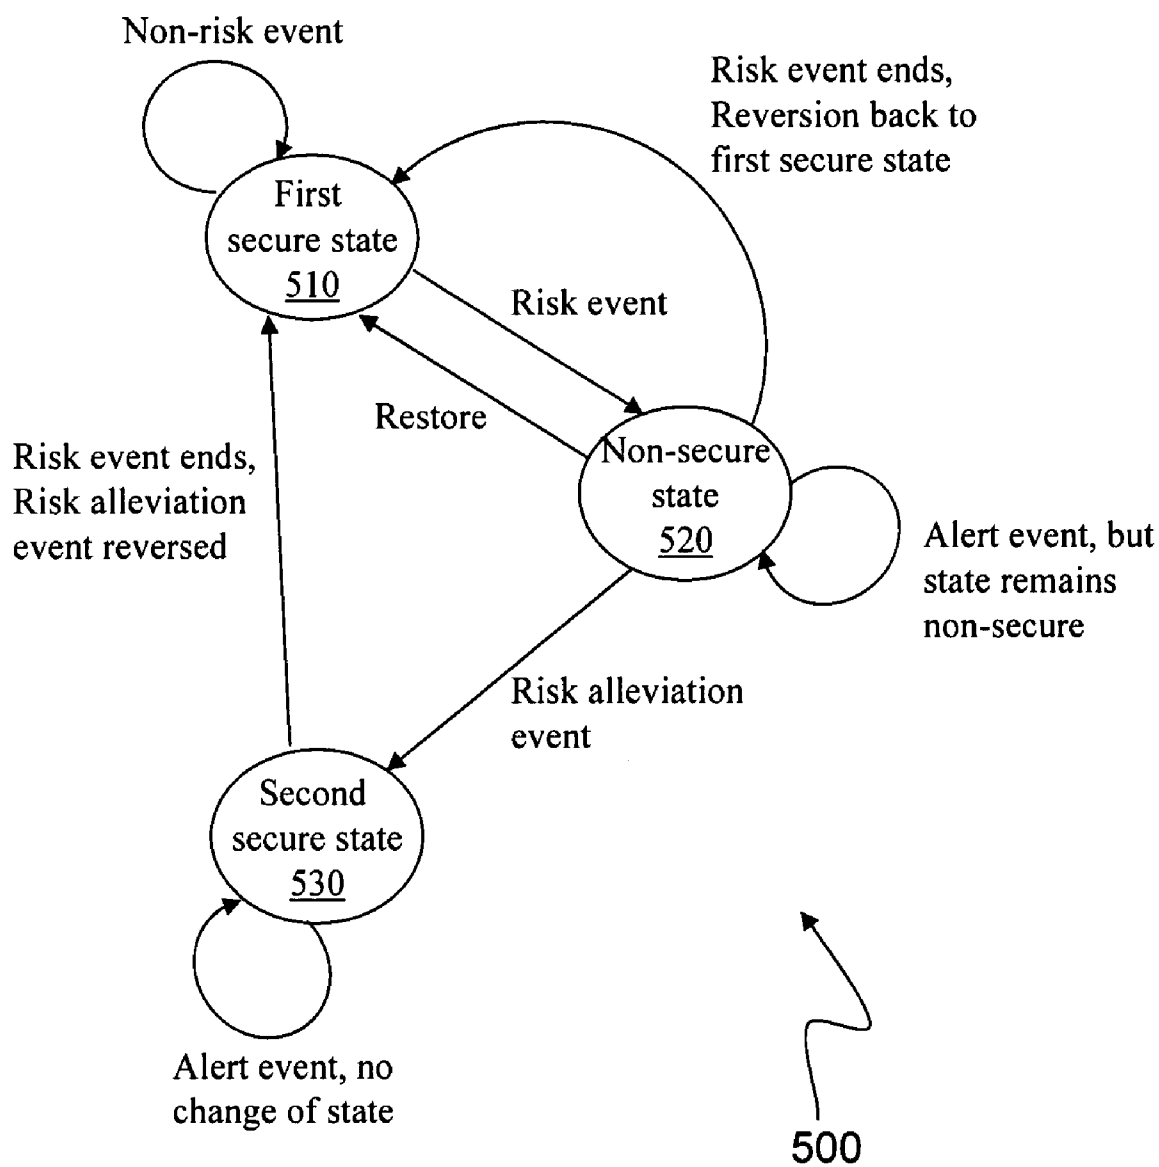 Non-risk event
Risk event ends,
Reversion back to
first secure state
First
secure state
510
Risk event
Restore
Non-secure
state
520
Risk event ends,
Risk alleviation
event reversed
Alert event, but
state remains
non-secure
Risk alleviation
event
Second
secure state
530
Alert event, no
change of state
500